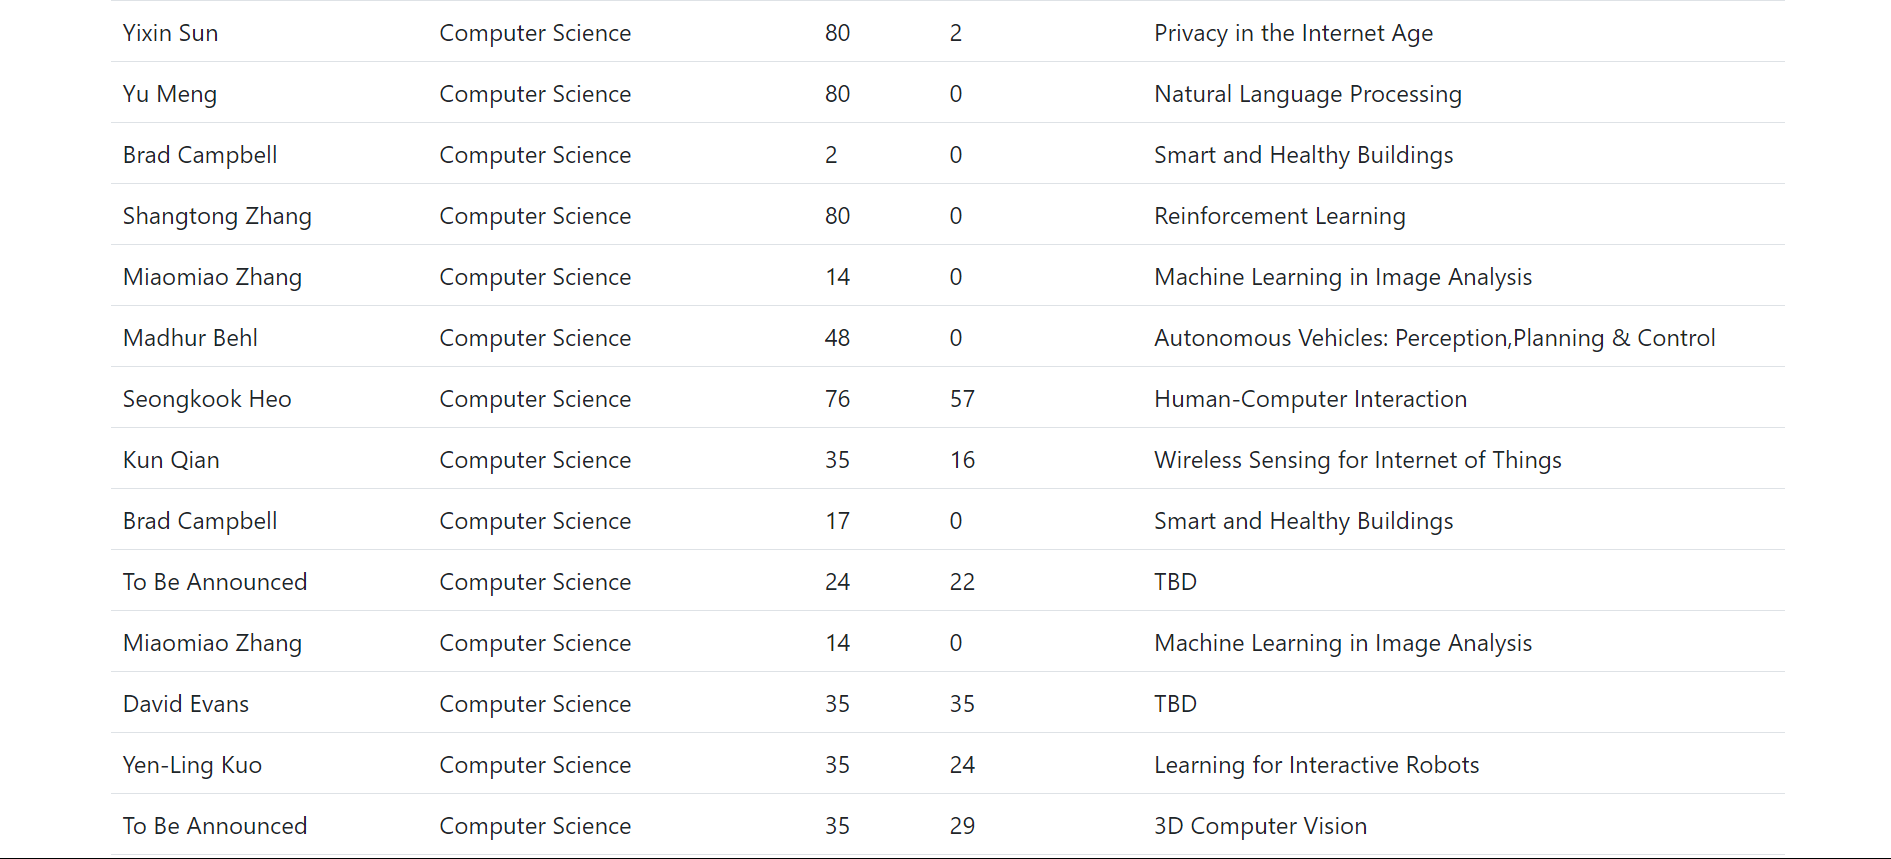 Yixin Sun Computer Science 80 2 Privacy in the Internet Age
Yu Meng Computer Science 80 0 Natural Language Processing
Brad Campbell Computer Science 2 0 Smart and Healthy Buildings
Shangtong Zhang Computer Science 80 0 Reinforcement Learning
Miaomiao Zhang Computer Science 14 0 Machine Learning in Image Analysis
Madhur Behl Computer Science 48 0 Autonomous Vehicles: Perception,Planning & Control
Seongkook Heo Computer Science 76 57 Human-Computer Interaction
Kun Qian Computer Science 35 16 Wireless Sensing for Internet of Things
Brad Campbell Computer Science 17 0 Smart and Healthy Buildings
To Be Announced Computer Science 24 22 TBD
Miaomiao Zhang Computer Science 14 0 Machine Learning in Image Analysis
David Evans Computer Science 35 35 TBD
Yen-Ling Kuo Computer Science 35 24 Learning for Interactive Robots
To Be Announced Computer Science 35 29 3D Computer Vision